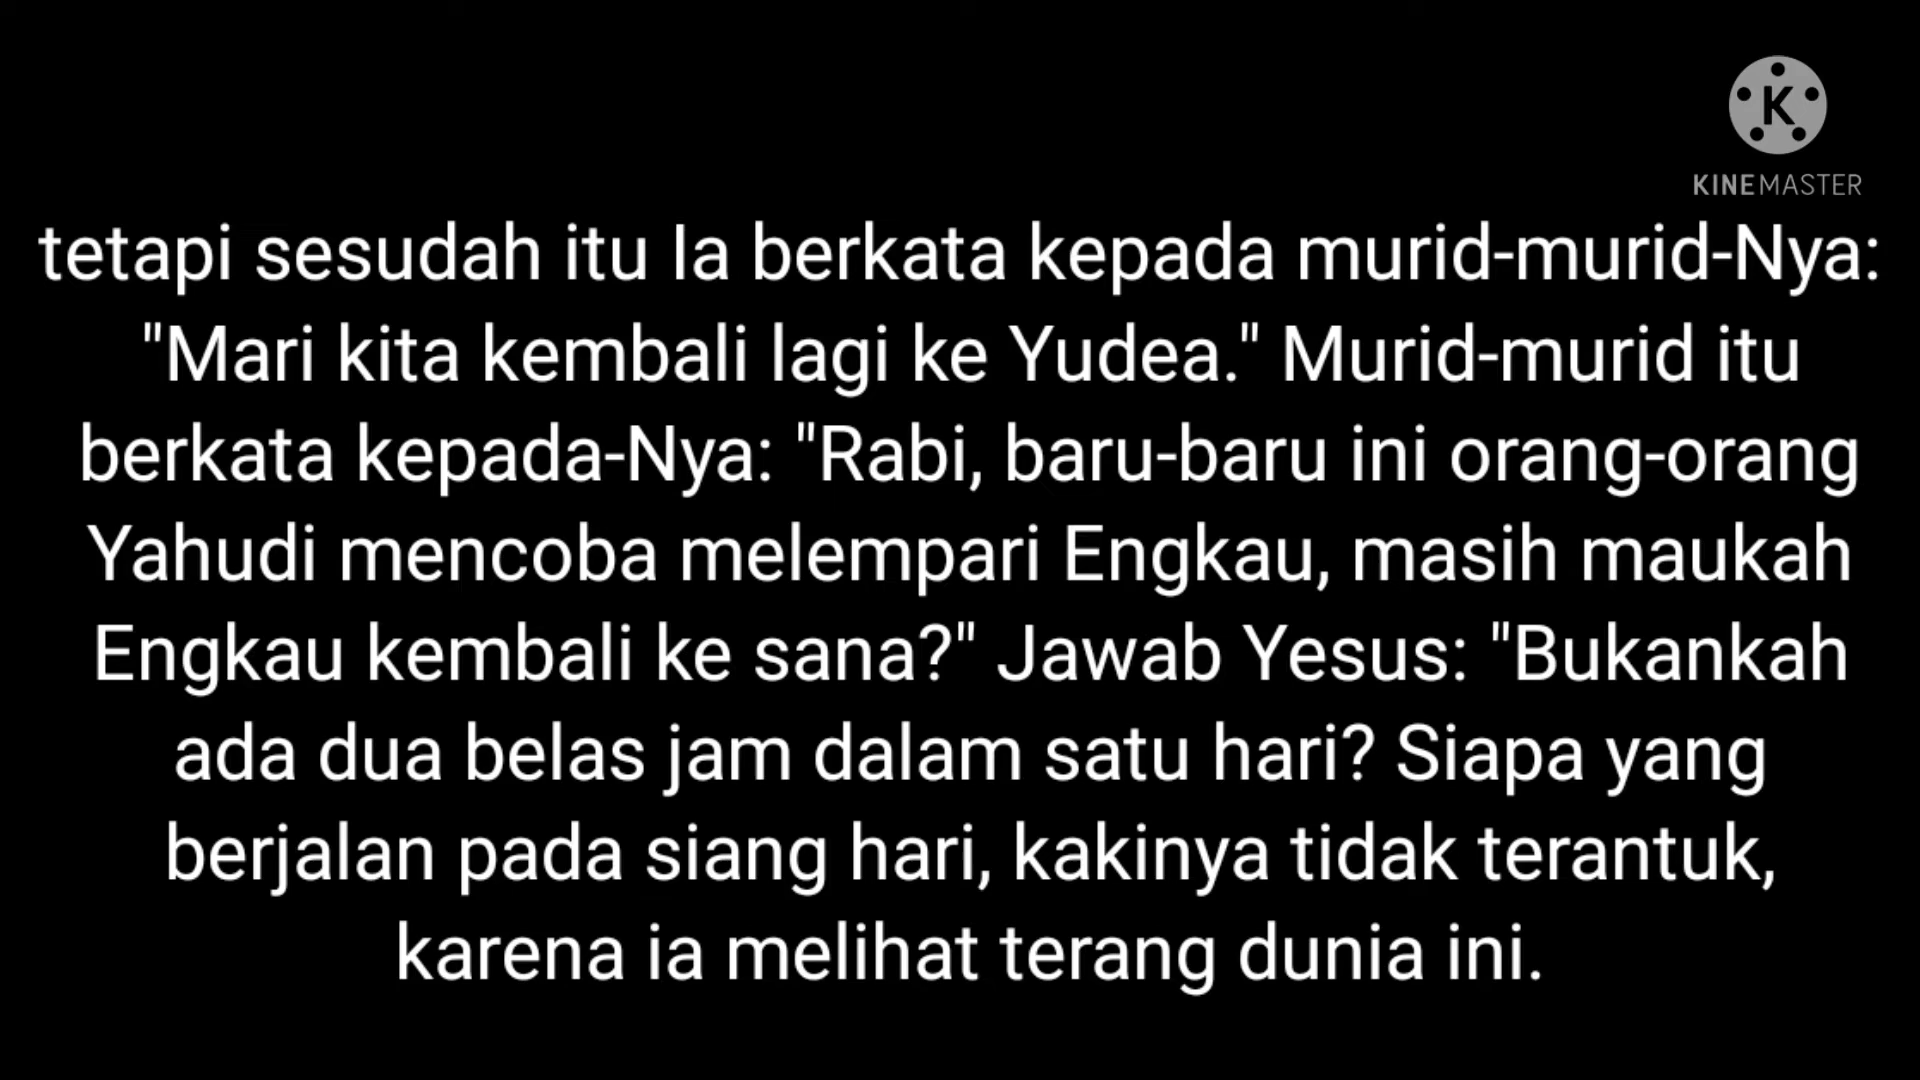 K
KINEMASTER
tetapi sesudah itu Ia berkata kepada murid-murid-Nya:
"Mari kita kembali lagi ke Yudea." Murid-murid itu
berkata kepada-Nya: "Rabi, baru-baru ini orang-orang
Yahudi mencoba melempari Engkau, masih maukah
Engkau kembali ke sana?" Jawab Yesus: "Bukankah
ada dua belas jam dalam satu hari? Siapa yang
berjalan pada siang hari, kakinya tidak terantuk,
karena ia melihat terang dunia ini.